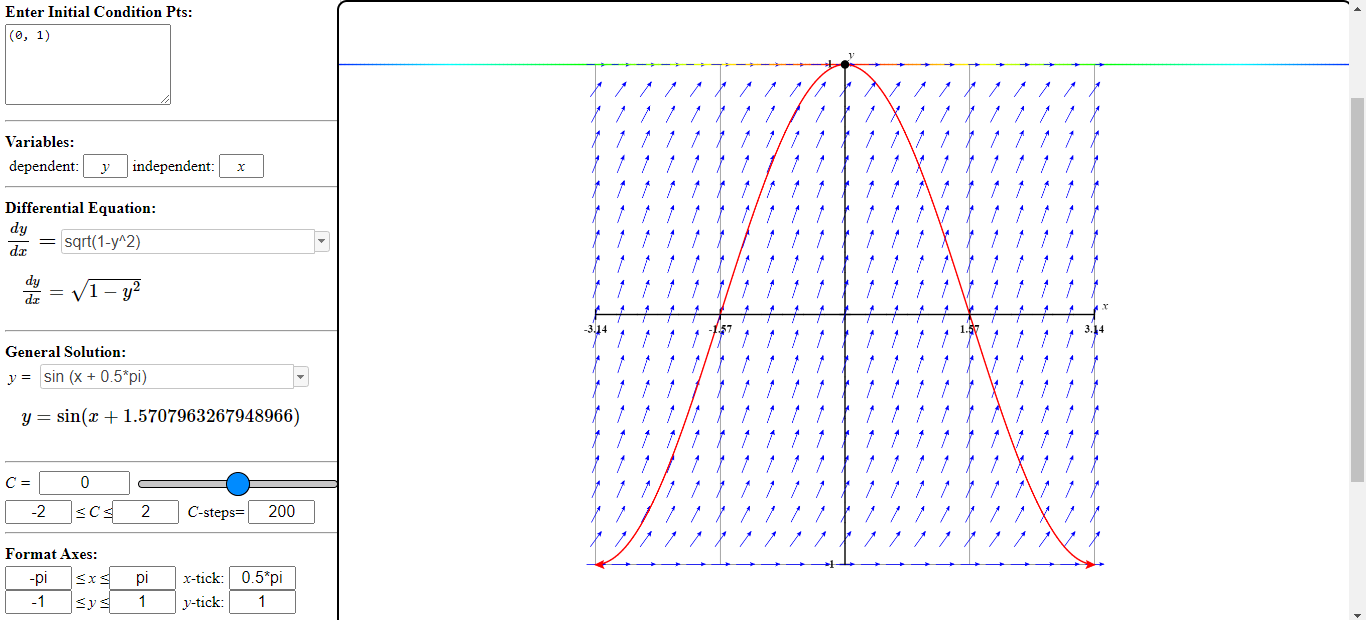 Enter Initial Condition Pts:
(0, 1)
Variables:
dependent: y independent: x
Differential Equation:
dy/dx = sqrt(1-y^2)
dy/dx = √(1 − y²)
General Solution:
y = sin (x + 0.5*pi)
y = sin(x + 1.5707963267948966)
C = 0
-2 ≤ C ≤ 2 C-steps= 200
Format Axes:
-pi ≤ x ≤ pi x-tick: 0.5*pi
-1 ≤ y ≤ 1 y-tick: 1
y
1
x
-3.14 -1.57 1.57 3.14
-1